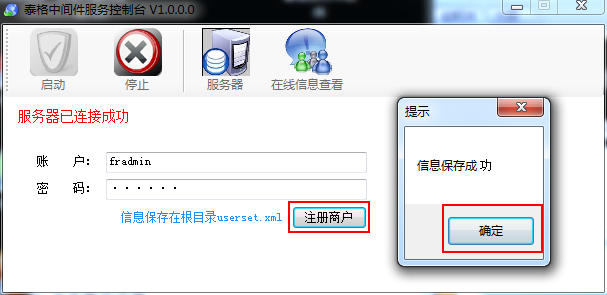 泰格中间件服务控制台 V1.0.0.0
启动 停止 服务器 在线信息查看
服务器已连接成功
账 户： fradmin
密 码： ······
信息保存在根目录userset.xml 注册商户
提示
信息保存成功
确定